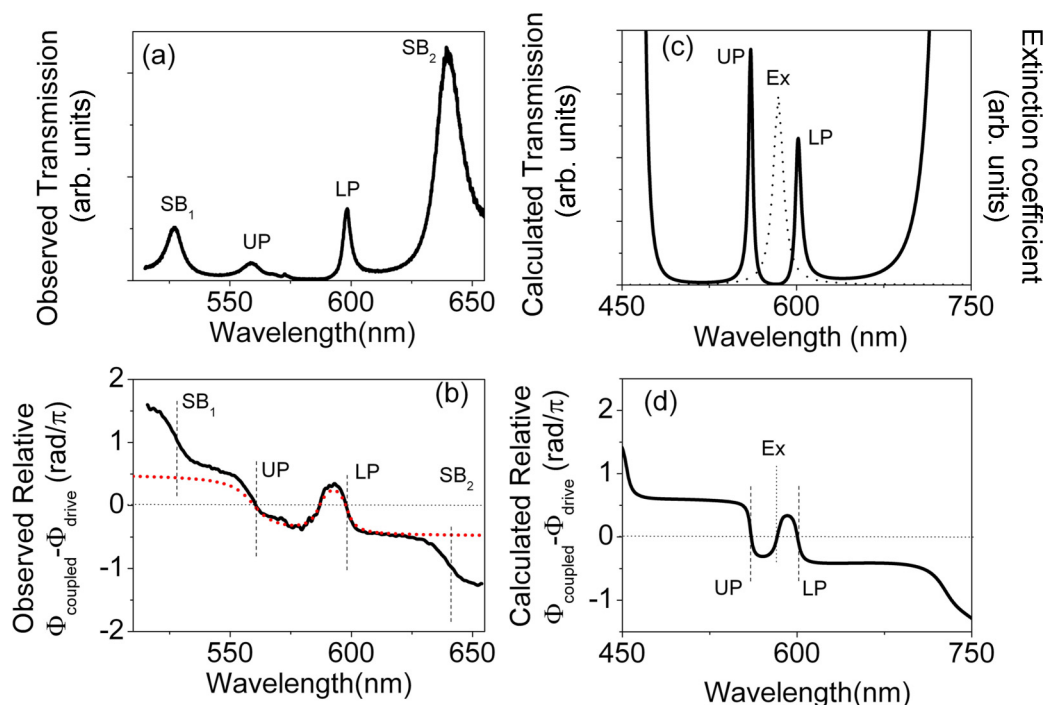 (a)
SB₁
UP
LP
SB₂
Observed Transmission
(arb. units)
550
600
650
Wavelength(nm)
(c)
UP
Ex
LP
Calculated Transmission
(arb. units)
Extinction coefficient
(arb. units)
450
600
750
Wavelength (nm)
(b)
SB₁
UP
LP
SB₂
2
1
0
-1
-2
Observed Relative
Φcoupled-Φdrive (rad/π)
550
600
650
Wavelength(nm)
(d)
Ex
UP
LP
1
0
-1
Calculated Relative
Φcoupled-Φdrive (rad/π)
450
600
750
Wavelength(nm)